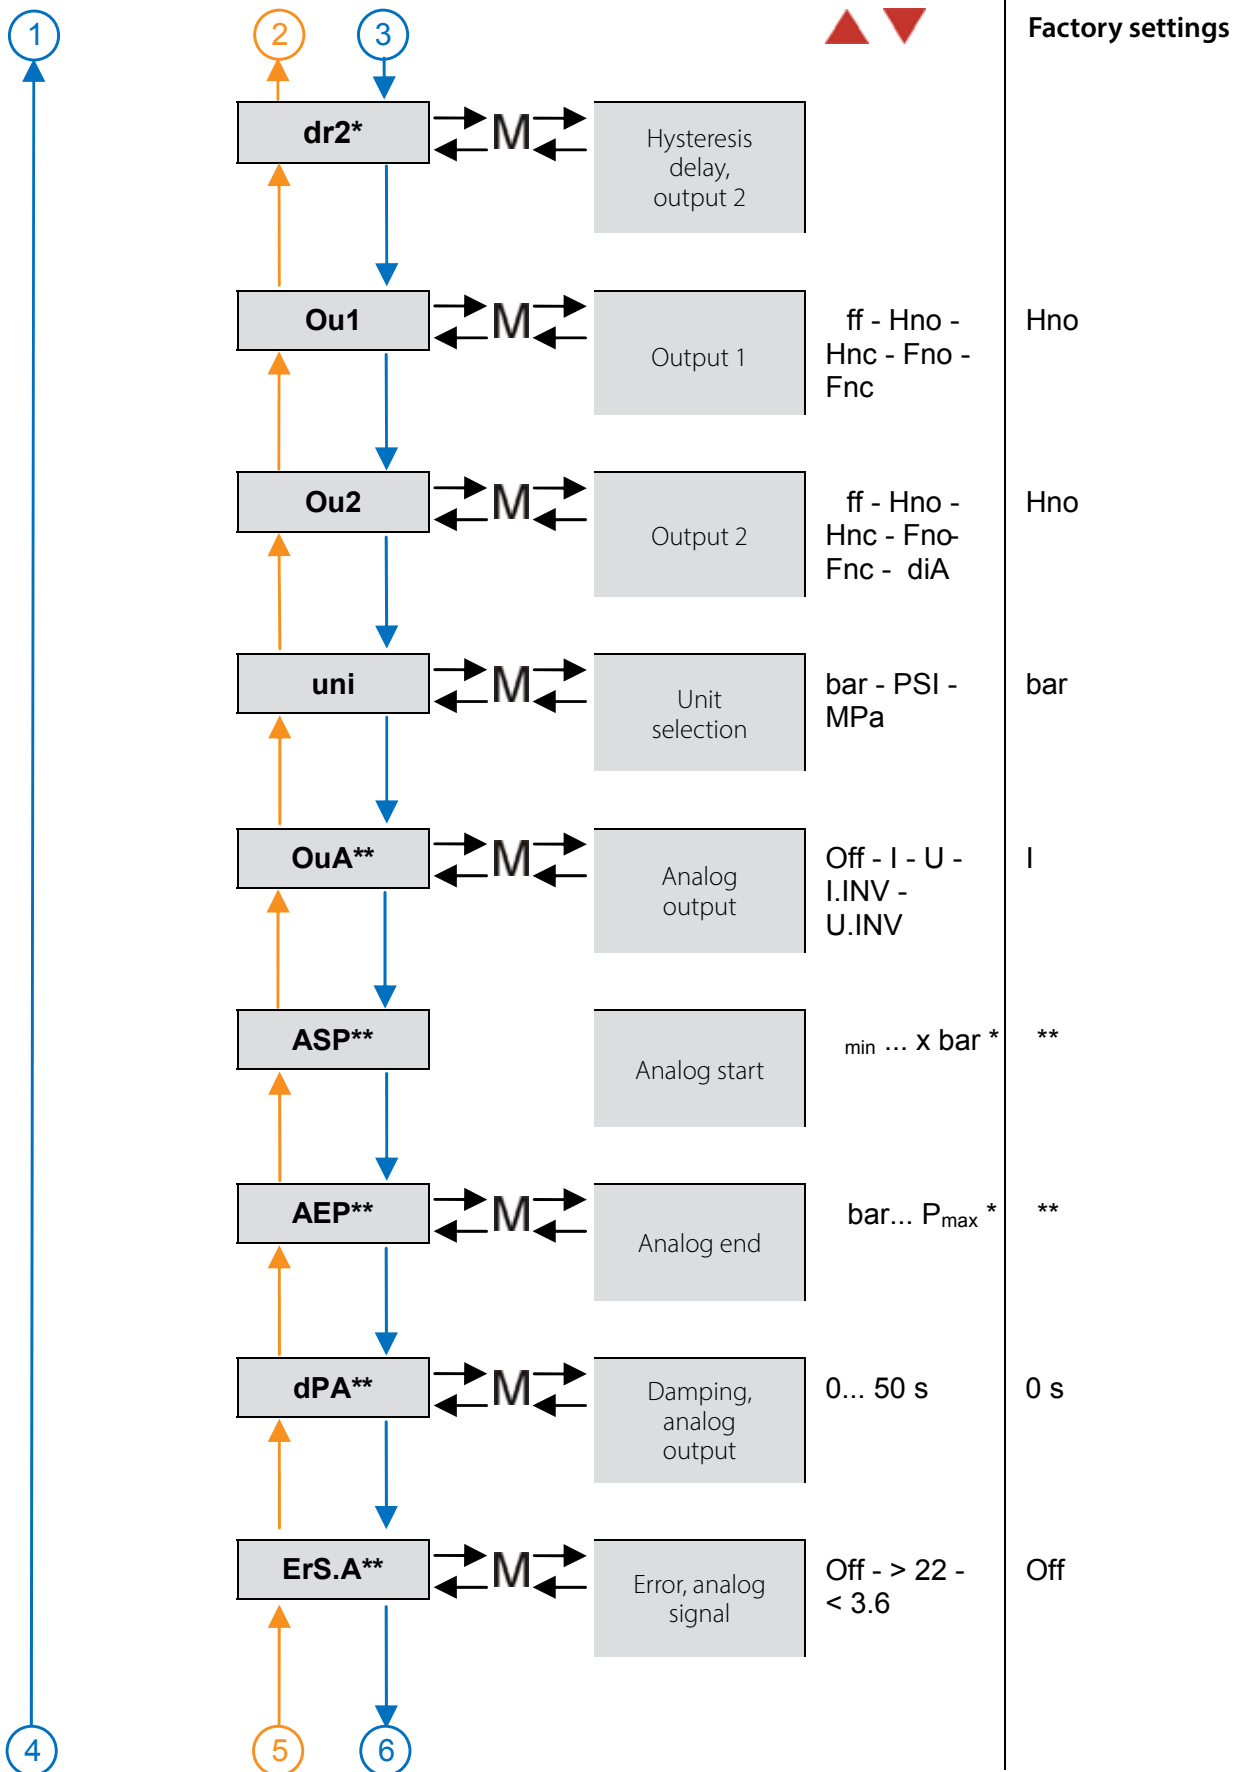 1 2 3 Factory settings
dr2* M Hysteresis
delay,
output 2
Ou1 M Output 1 ff - Hno - Hno
Hnc - Fno -
Fnc
Ou2 M Output 2 ff - Hno - Hno
Hnc - Fno-
Fnc - diA
uni M Unit
selection bar - PSI - bar
MPa
OuA** M Analog
output Off - I - U - I
I.INV -
U.INV
ASP** Analog start min ... x bar * **
AEP** M Analog end bar... Pmax * **
dPA** M Damping,
analog
output 0... 50 s 0 s
ErS.A** M Error, analog
signal Off - > 22 - Off
< 3.6
4 5 6